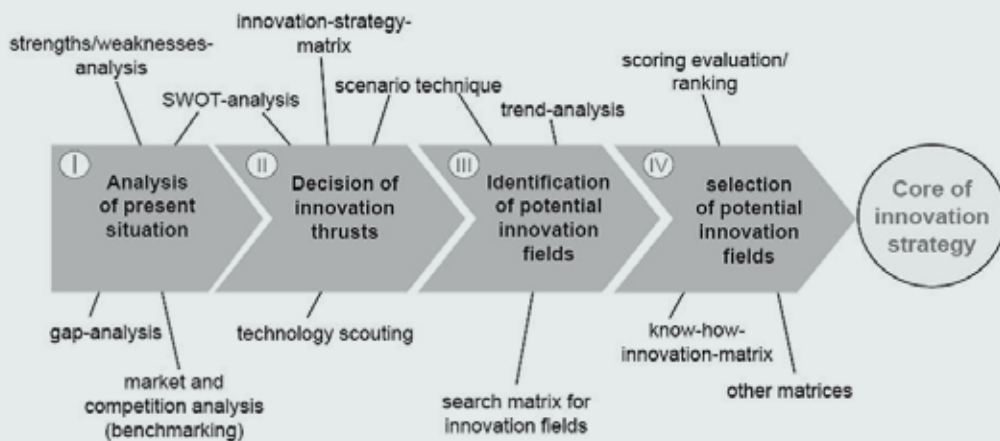 strengths/weaknesses-
analysis
SWOT-analysis
innovation-strategy-
matrix
scenario technique
trend-analysis
scoring evaluation/
ranking
I
Analysis
of present
situation
II
Decision of
innovation
thrusts
III
Identification
of potential
innovation
fields
IV
selection
of potential
innovation
fields
Core of
innovation
strategy
gap-analysis
market and
competition analysis
(benchmarking)
technology scouting
search matrix for
innovation fields
know-how-
innovation-matrix
other matrices